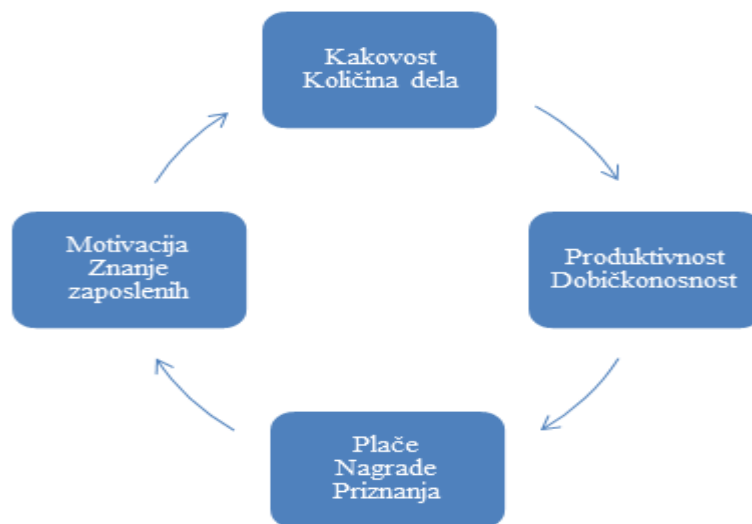 Kakovost
Količina dela
Produktivnost
Dobičkonosnost
Plače
Nagrade
Priznanja
Motivacija
Znanje
zaposlenih